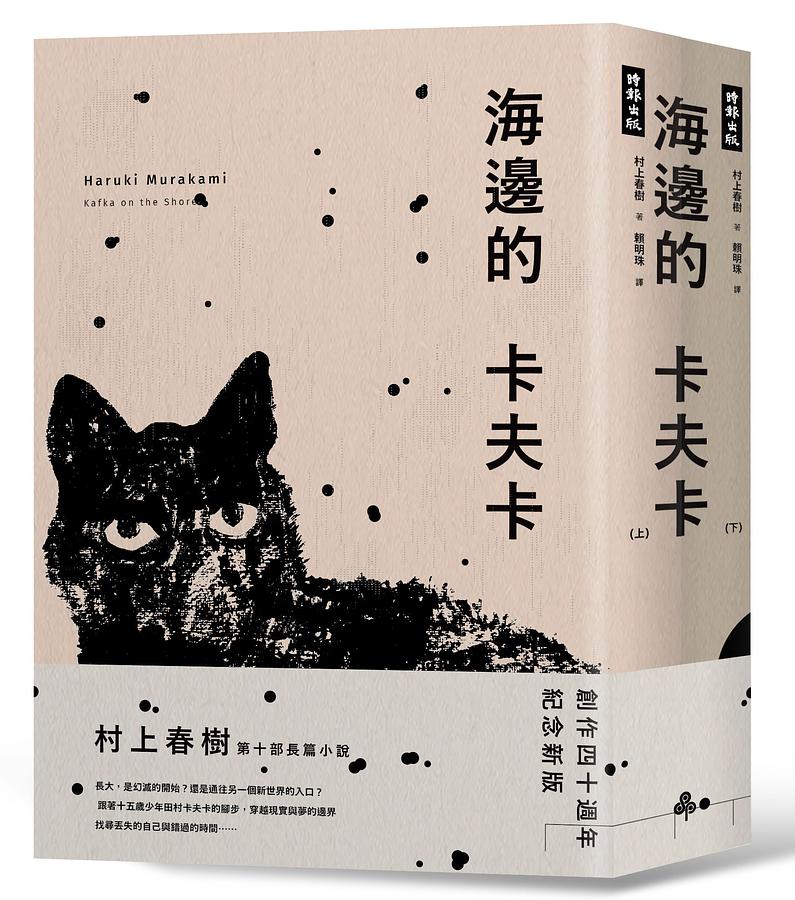 Haruki Murakami
Kafka on the Shore
海邊的 卡夫卡
村上春樹 第十部長篇小說
長大，是幻滅的開始？還是通往另一個新世界的入口？
跟著十五歲少年田村卡夫卡的腳步，穿越現實與夢的邊界
找尋丟失的自己與錯過的時間⋯⋯
創作四十週年
紀念新版
時報出版
村上春樹 著 賴明珠 譯
(上)
海邊的 卡夫卡
時報出版
村上春樹 著 賴明珠 譯
(下)